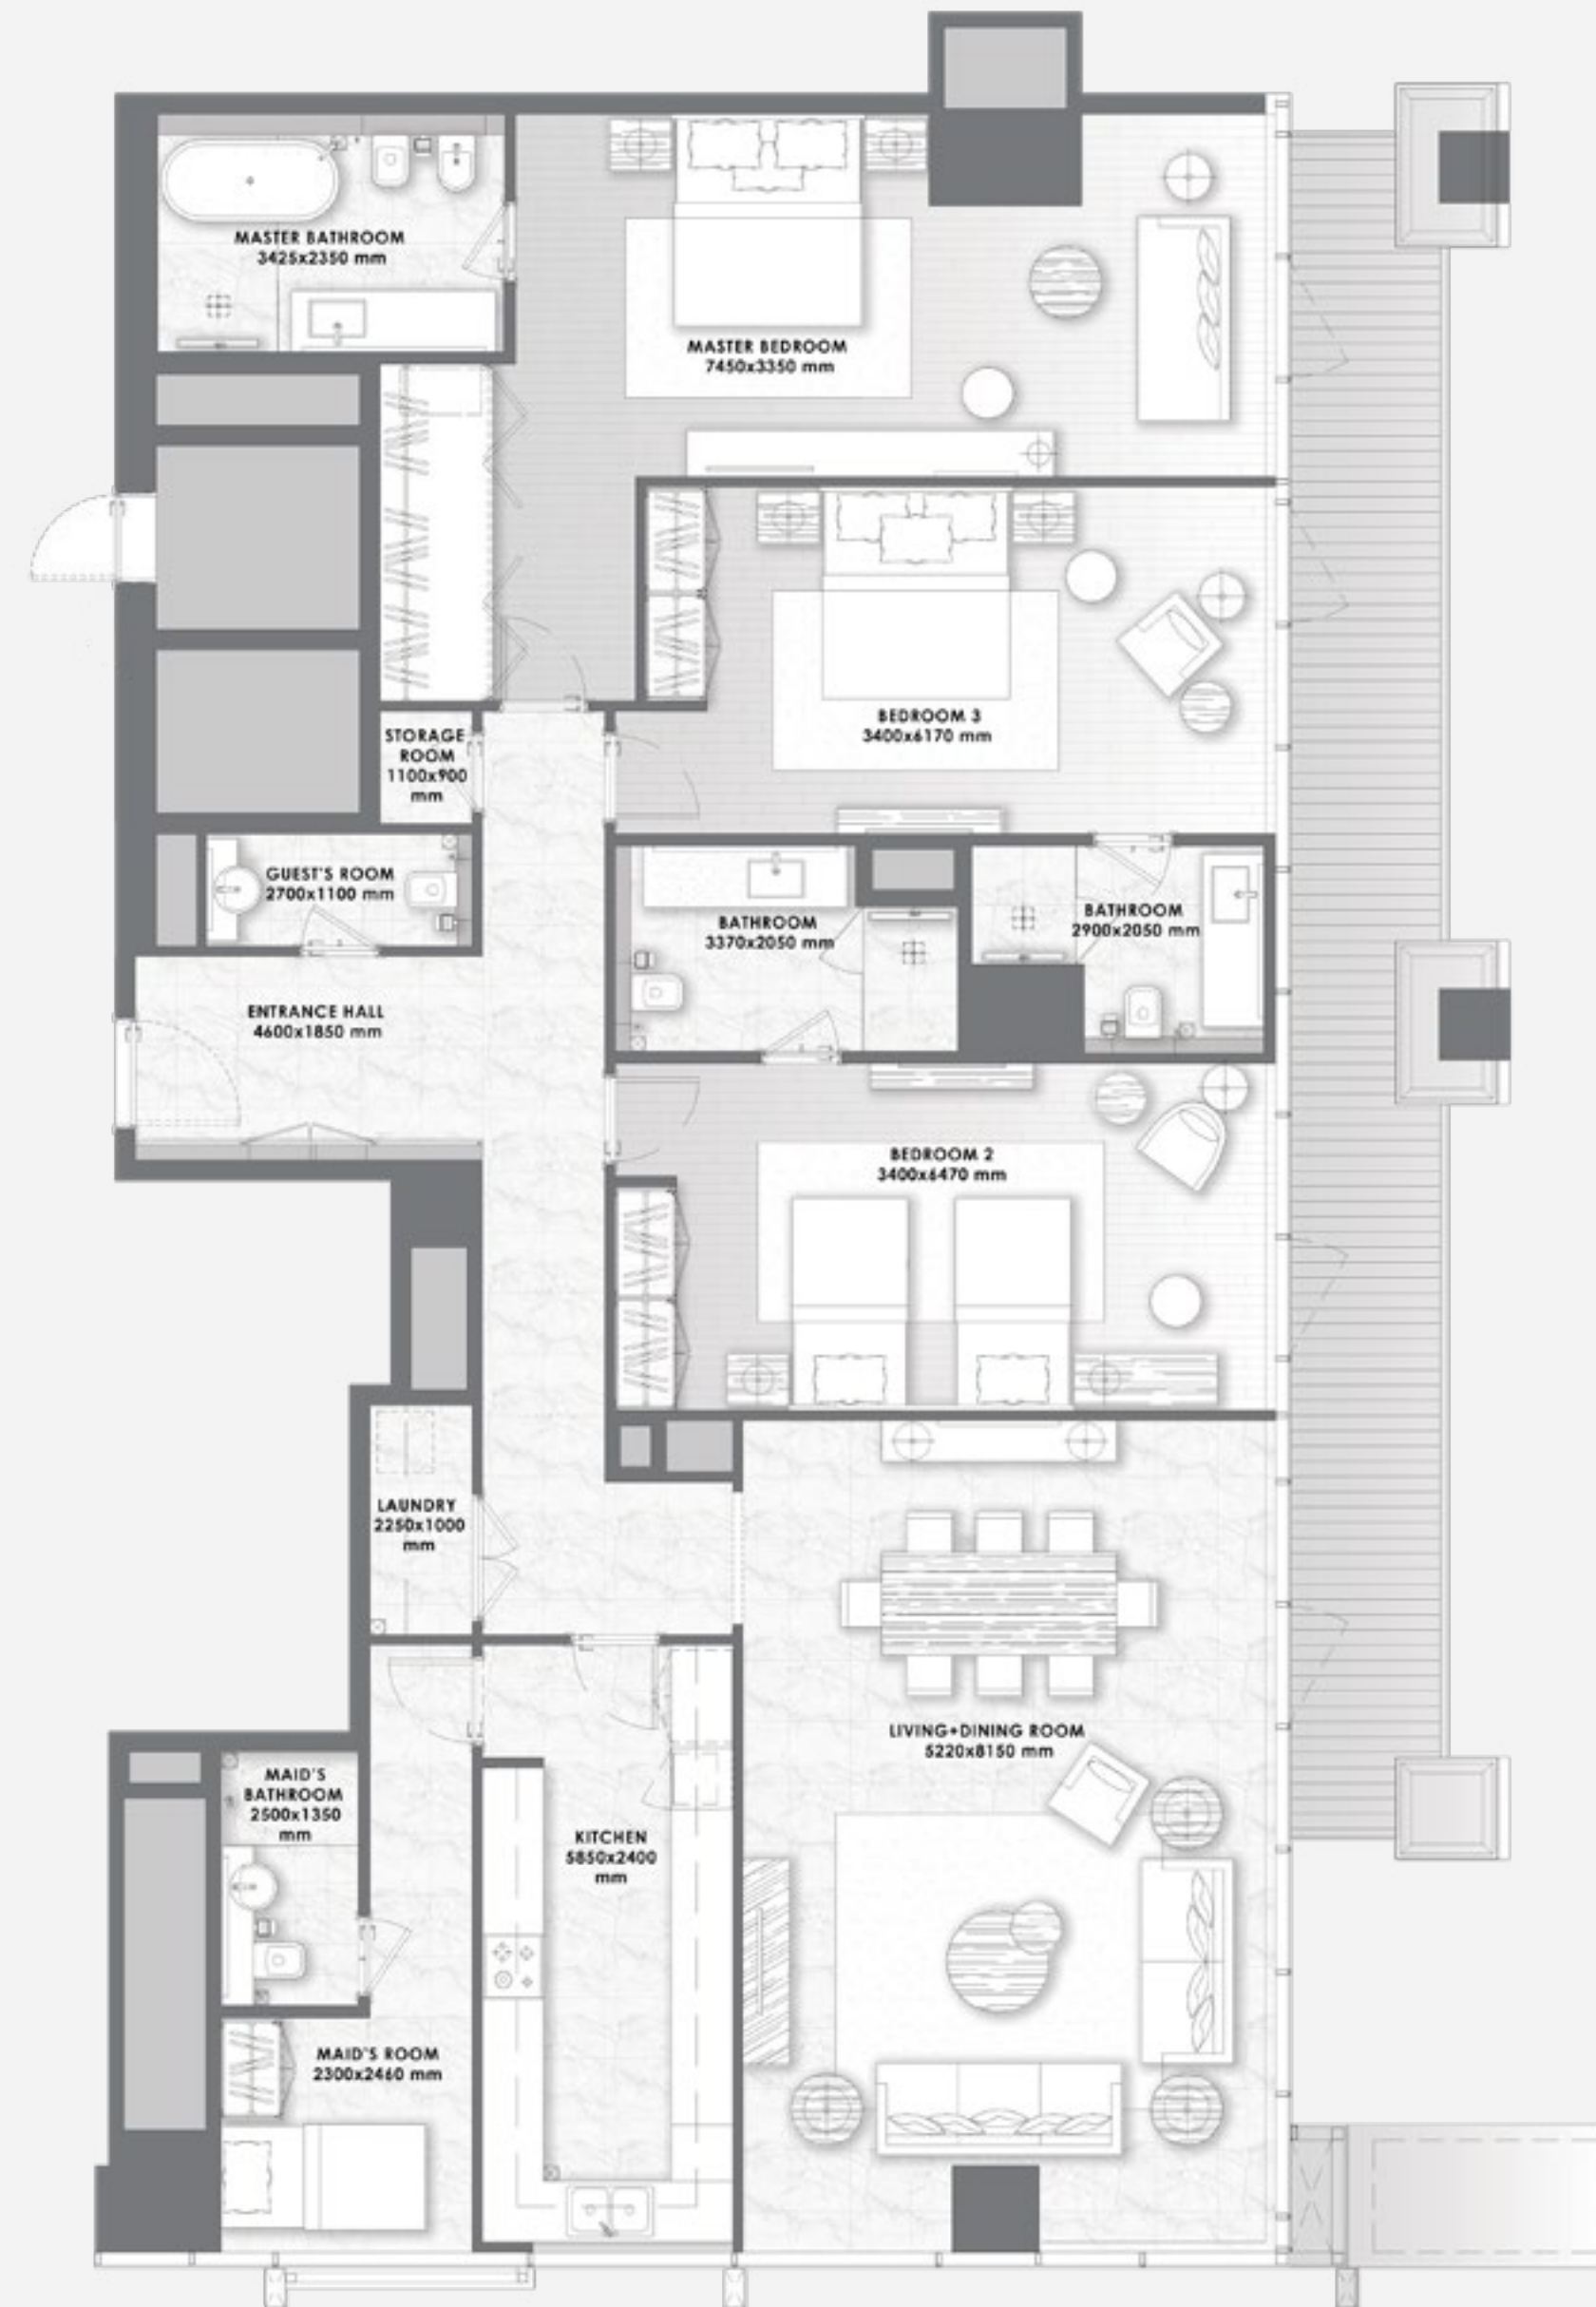 MASTER BATHROOM
3425x2350 mm
MASTER BEDROOM
7450x3350 mm
STORAGE
ROOM
1100x900
mm
BEDROOM 3
3400x6170 mm
GUEST'S ROOM
2700x1100 mm
BATHROOM
3370x2050 mm
BATHROOM
2900x2050 mm
ENTRANCE HALL
4600x1850 mm
BEDROOM 2
3400x6470 mm
LAUNDRY
2250x1000
mm
LIVING+DINING ROOM
5220x8150 mm
MAID'S
BATHROOM
2500x1350
mm
KITCHEN
5850x2400
mm
MAID'S ROOM
2300x2460 mm